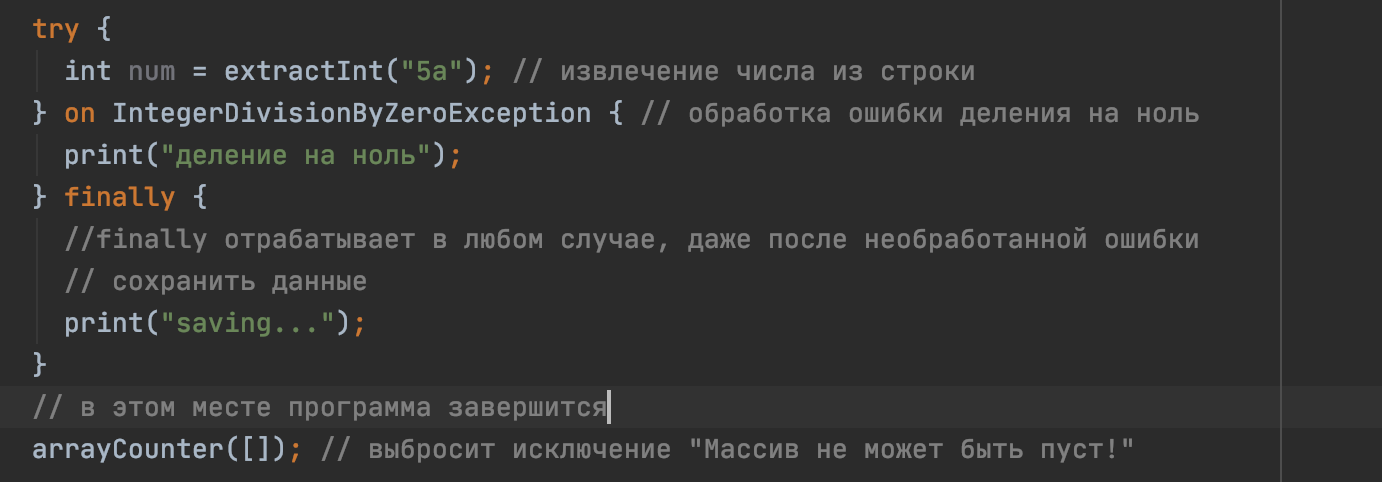 try {
int num = extractInt("5a"); // извлечение числа из строки
} on IntegerDivisionByZeroException { // обработка ошибки деления на ноль
print("деление на ноль");
} finally {
//finally отрабатывает в любом случае, даже после необработанной ошибки
// сохранить данные
print("saving...");
}
// в этом месте программа завершится
arrayCounter([]); // выбросит исключение "Массив не может быть пуст!"